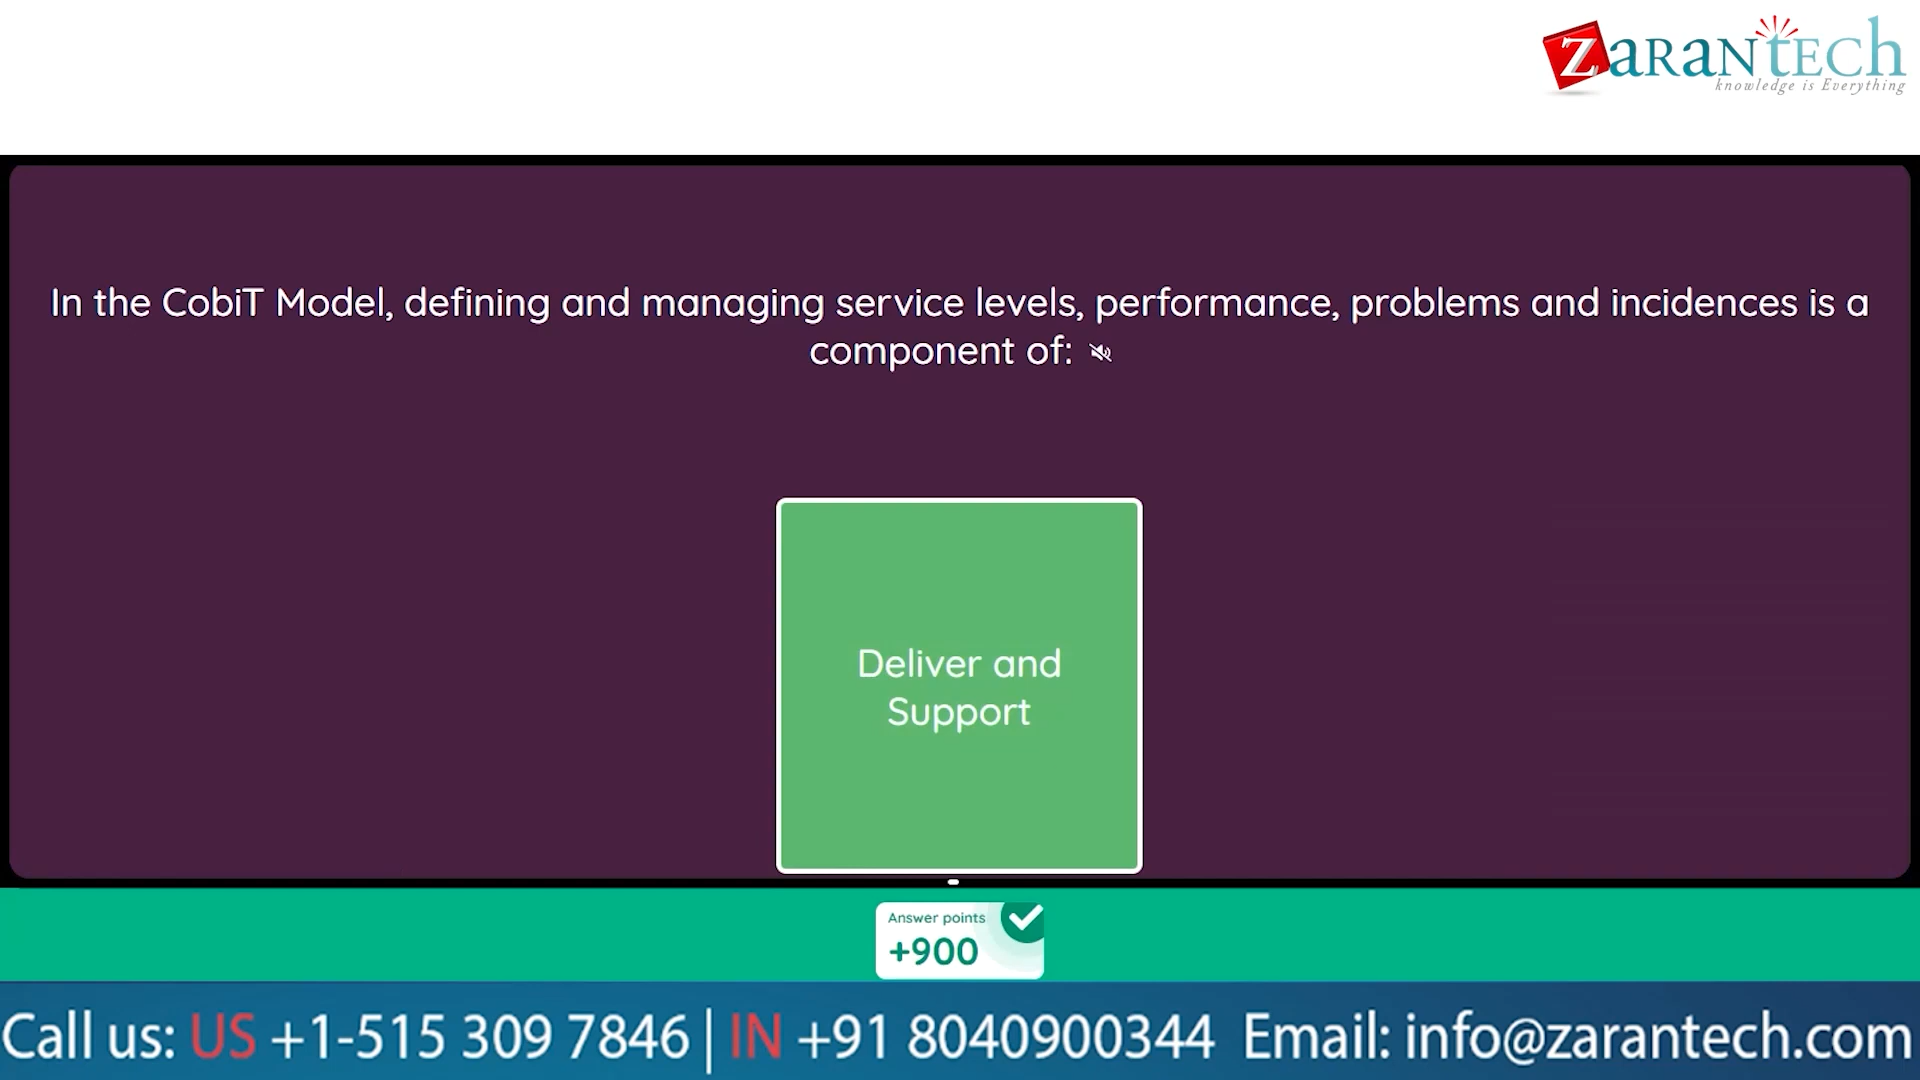 ZARANTECH
knowledge is Everything
In the CobiT Model, defining and managing service levels, performance, problems and incidences is a
component of:
Deliver and
Support
Answer points
+900
Call us: US +1-515 309 7846 | IN +91 8040900344 Email: info@zarantech.com